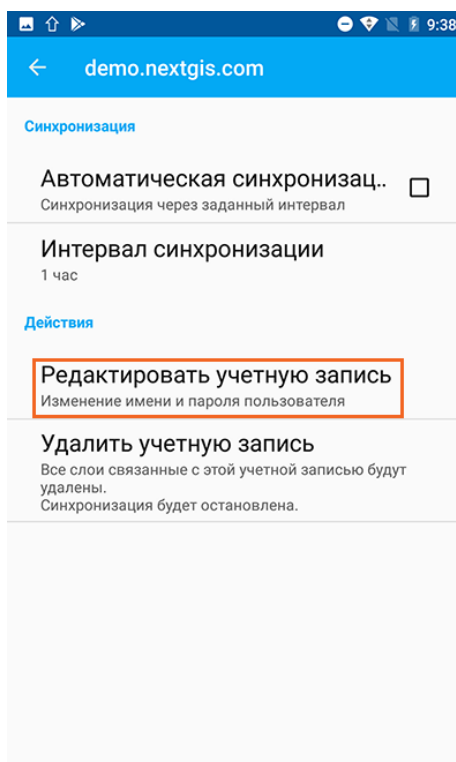 9:38
demo.nextgis.com
Синхронизация
Автоматическая синхронизац..
Синхронизация через заданный интервал
Интервал синхронизации
1 час
Действия
Редактировать учетную запись
Изменение имени и пароля пользователя
Удалить учетную запись
Все слои связанные с этой учетной записью будут
удалены.
Синхронизация будет остановлена.